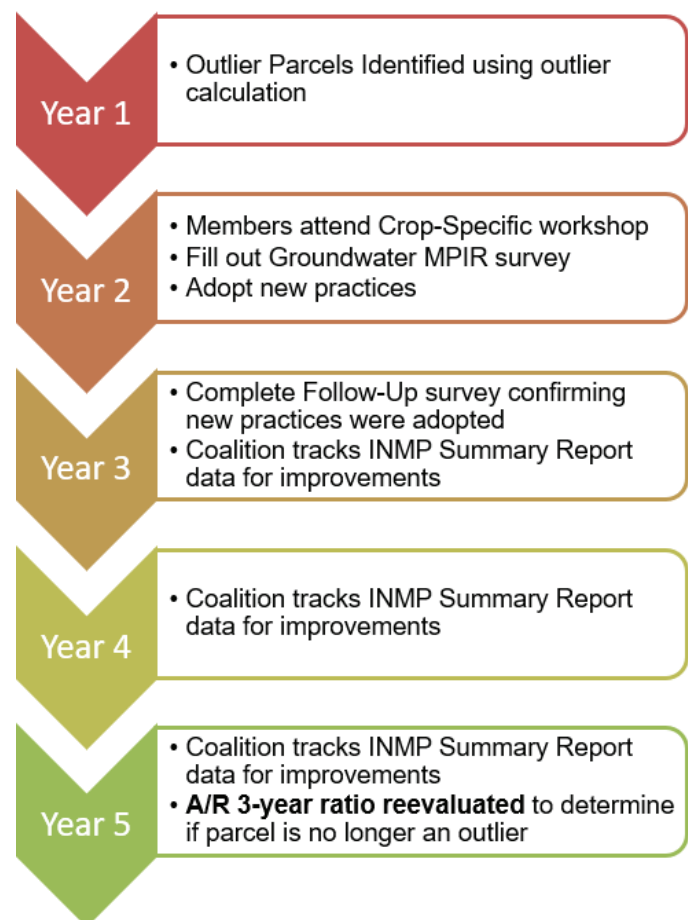 Year 1
• Outlier Parcels Identified using outlier
calculation
Year 2
• Members attend Crop-Specific workshop
• Fill out Groundwater MPIR survey
• Adopt new practices
Year 3
• Complete Follow-Up survey confirming
new practices were adopted
• Coalition tracks INMP Summary Report
data for improvements
Year 4
• Coalition tracks INMP Summary Report
data for improvements
Year 5
• Coalition tracks INMP Summary Report
data for improvements
• A/R 3-year ratio reevaluated to determine
if parcel is no longer an outlier